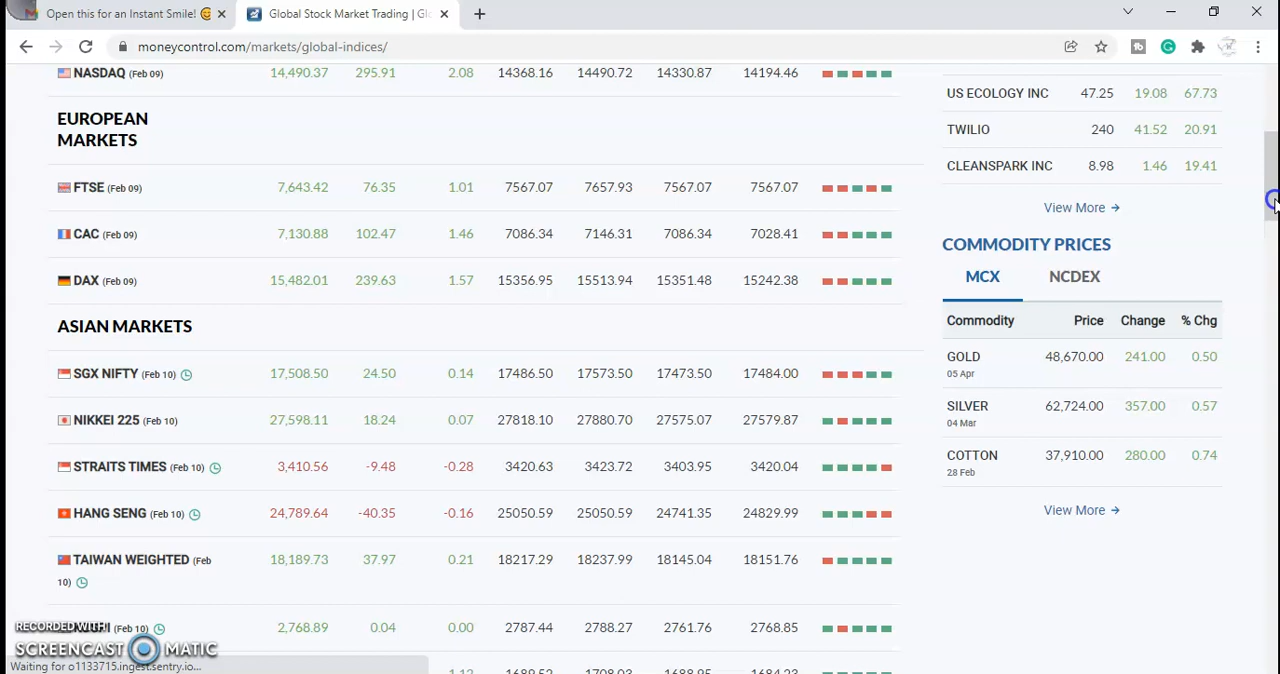 Open this for an Instant Smile!
Global Stock Market Trading | Glo
moneycontrol.com/markets/global-indices/
NASDAQ (Feb 09) 14,490.37 295.91 2.08 14368.16 14490.72 14330.87 14194.46
EUROPEAN
MARKETS
FTSE (Feb 09) 7,643.42 76.35 1.01 7567.07 7657.93 7567.07 7567.07
CAC (Feb 09) 7,130.88 102.47 1.46 7086.34 7146.31 7086.34 7028.41
DAX (Feb 09) 15,482.01 239.63 1.57 15356.95 15513.94 15351.48 15242.38
ASIAN MARKETS
SGX NIFTY (Feb 10) 17,508.50 24.50 0.14 17486.50 17573.50 17473.50 17484.00
NIKKEI 225 (Feb 10) 27,598.11 18.24 0.07 27818.10 27880.70 27575.07 27579.87
STRAITS TIMES (Feb 10) 3,410.56 -9.48 -0.28 3420.63 3423.72 3403.95 3420.04
HANG SENG (Feb 10) 24,789.64 -40.35 -0.16 25050.59 25050.59 24741.35 24829.99
TAIWAN WEIGHTED (Feb
10) 18,189.73 37.97 0.21 18217.29 18237.99 18145.04 18151.76
(Feb 10) 2,768.89 0.04 0.00 2787.44 2788.27 2761.76 2768.85
US ECOLOGY INC 47.25 19.08 67.73
TWILIO 240 41.52 20.91
CLEANSPARK INC 8.98 1.46 19.41
View More →
COMMODITY PRICES
MCX NCDEX
Commodity Price Change % Chg
GOLD 48,670.00 241.00 0.50
05 Apr
SILVER 62,724.00 357.00 0.57
04 Mar
COTTON 37,910.00 280.00 0.74
28 Feb
View More →
RECORDED WITH
SCREENCAST MATIC
Waiting for o1133715.ingest.sentry.io...